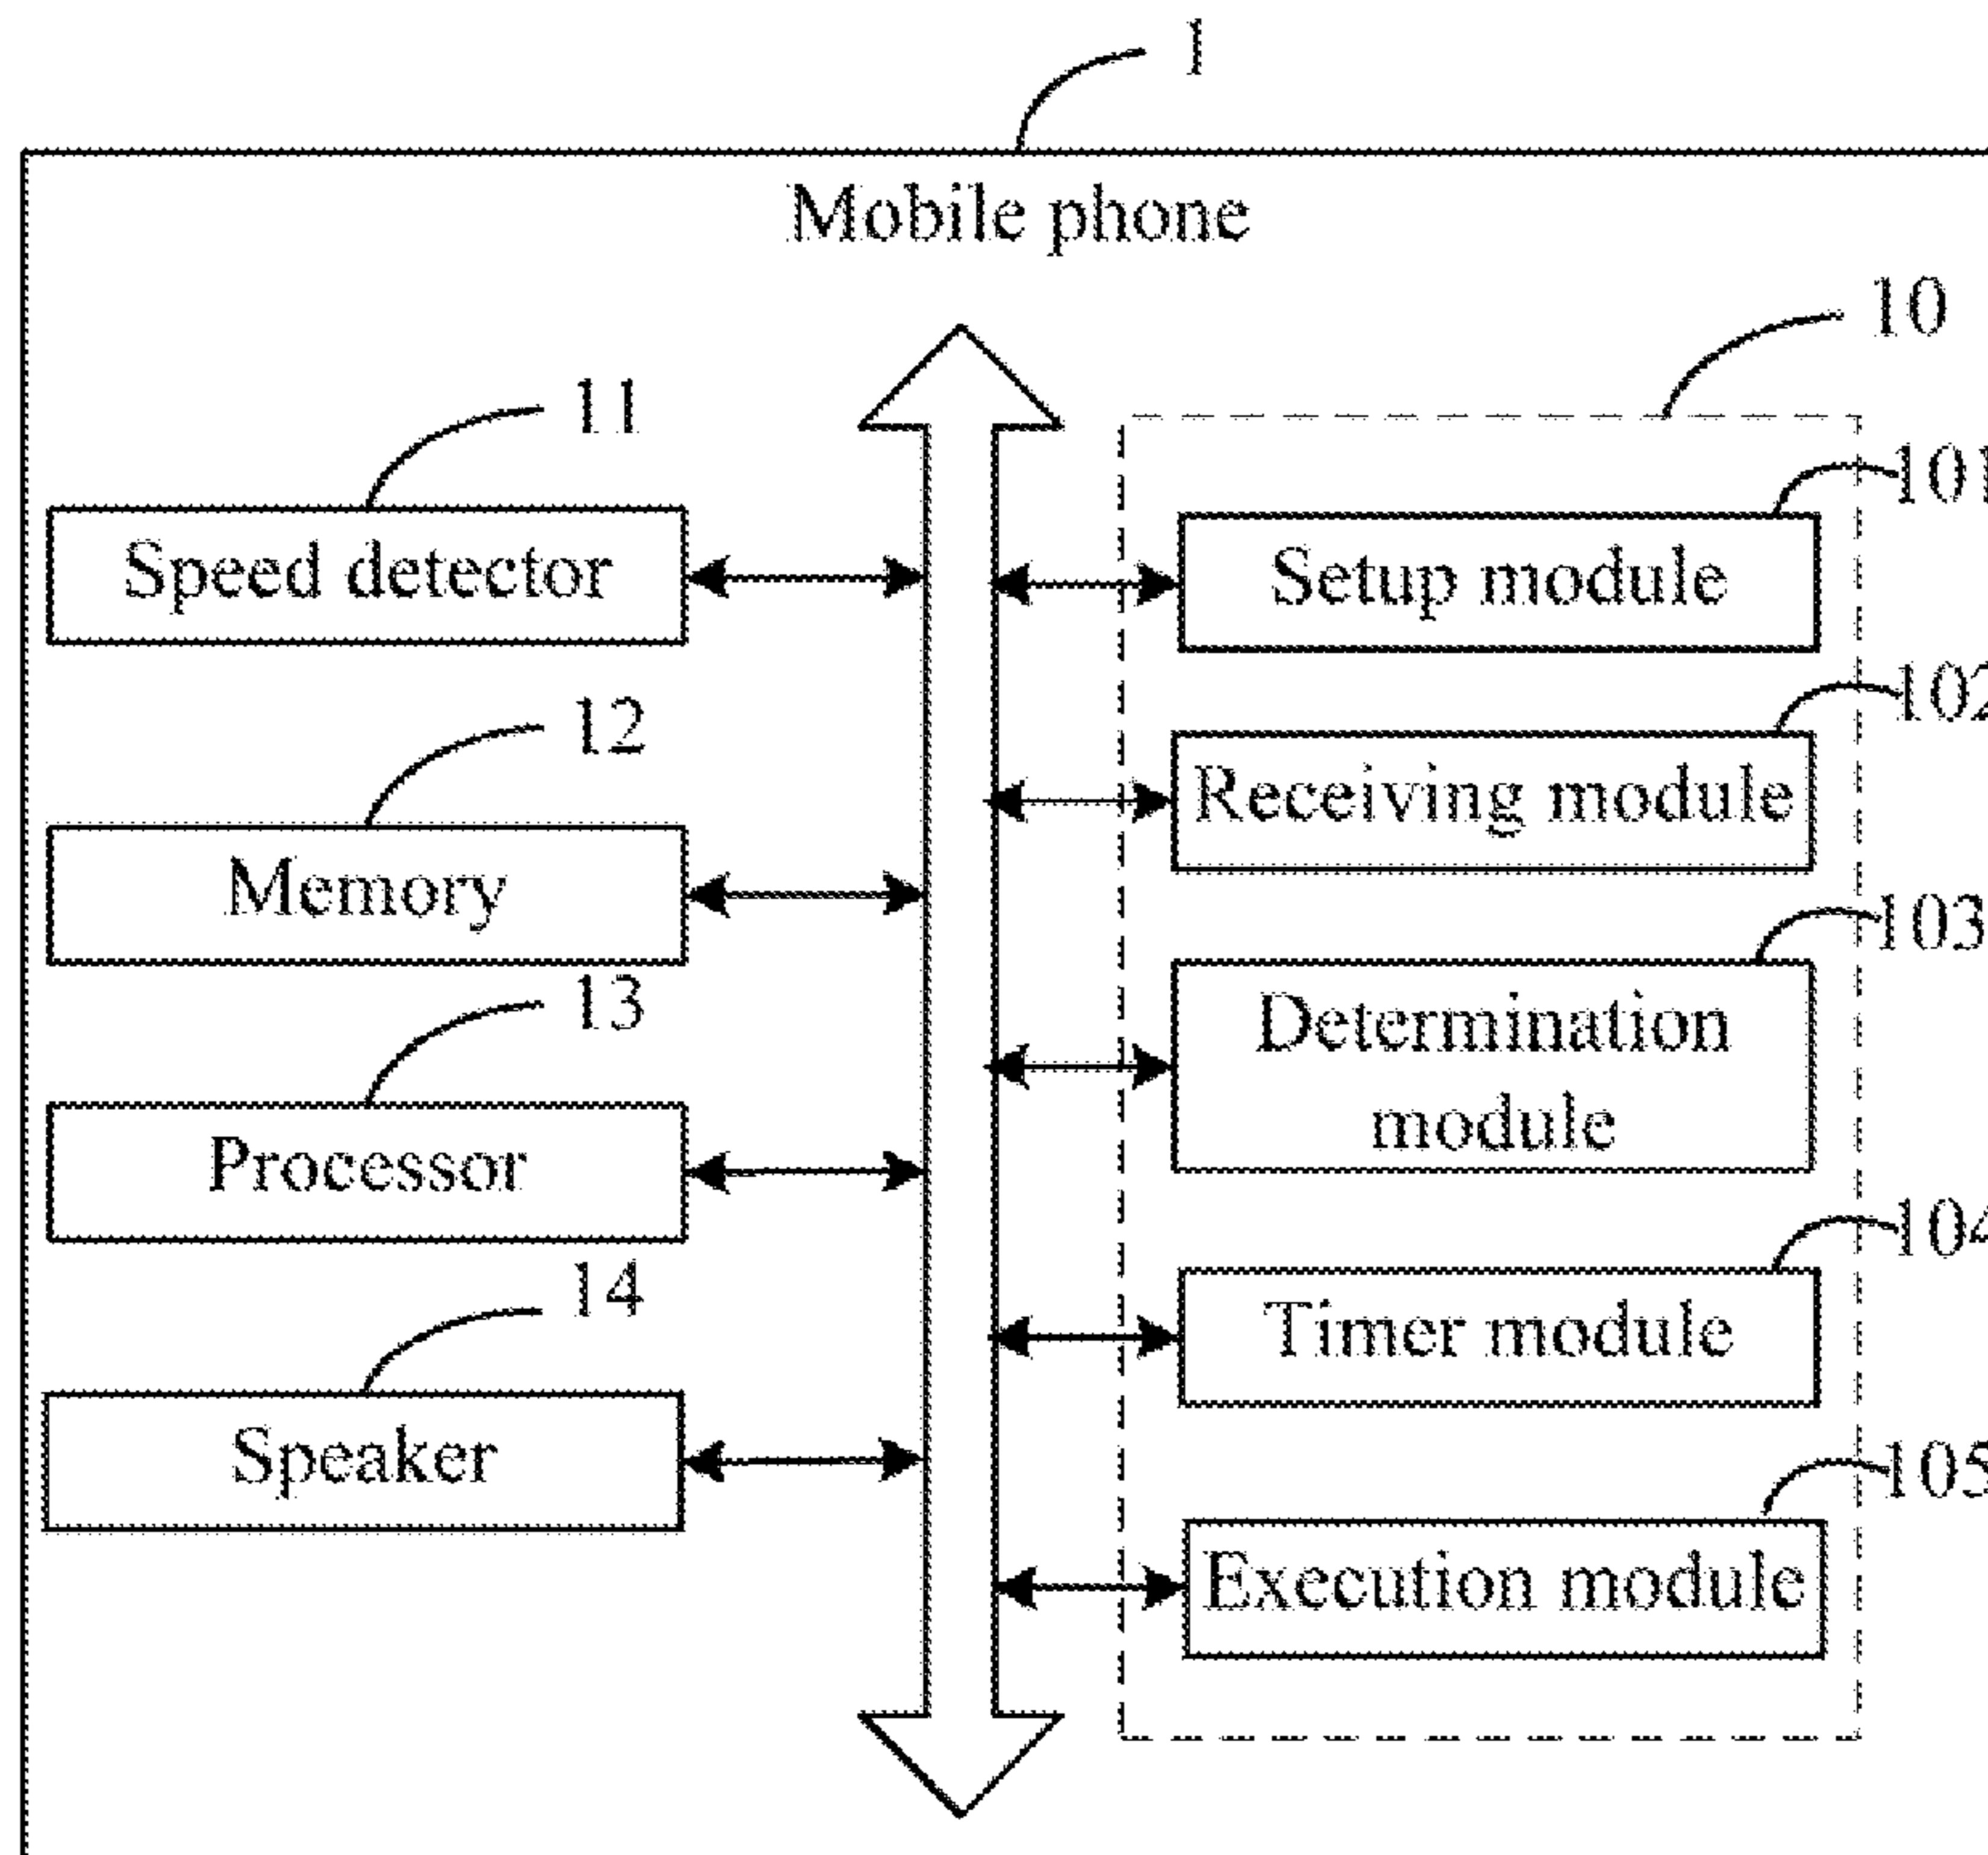 1
Mobile phone
10
11
Speed detector
12
Memory
13
Processor
14
Speaker
101
Setup module
102
Receiving module
103
Determination
module
104
Timer module
105
Execution module